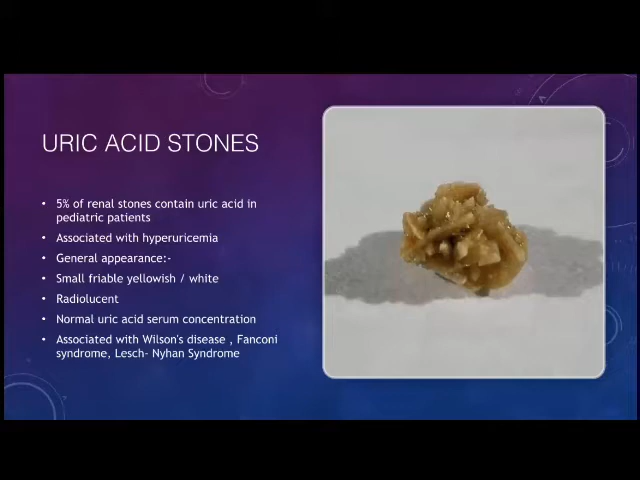 URIC ACID STONES
• 5% of renal stones contain uric acid in
pediatric patients
• Associated with hyperuricemia
• General appearance:-
• Small friable yellowish / white
• Radiolucent
• Normal uric acid serum concentration
• Associated with Wilson's disease , Fanconi
syndrome, Lesch- Nyhan Syndrome